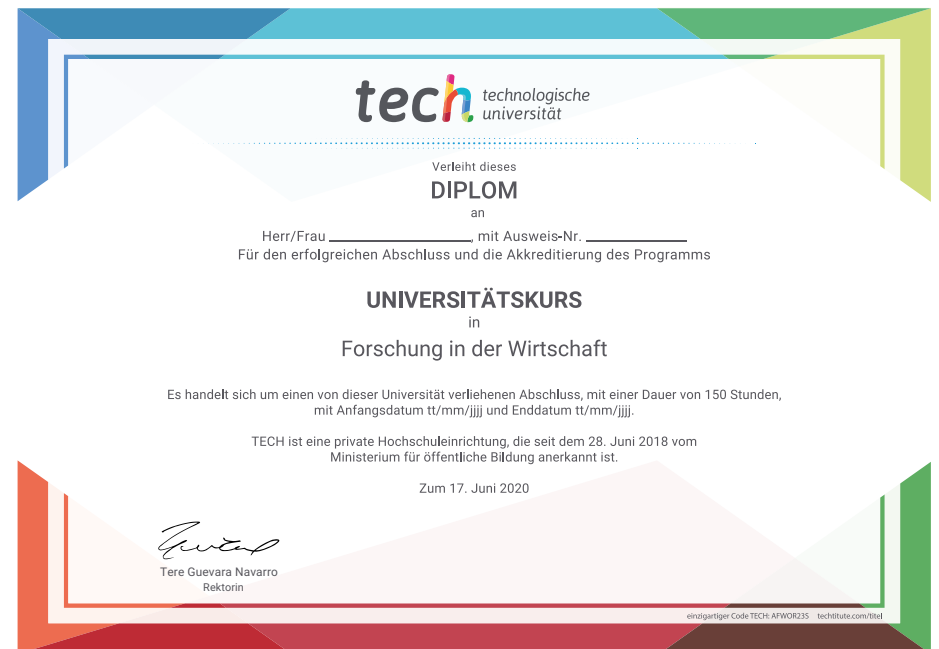 tech technologische
universität
Verleiht dieses
DIPLOM
an
Herr/Frau ____________________, mit Ausweis-Nr. ______________
Für den erfolgreichen Abschluss und die Akkreditierung des Programms
UNIVERSITÄTSKURS
in
Forschung in der Wirtschaft
Es handelt sich um einen von dieser Universität verliehenen Abschluss, mit einer Dauer von 150 Stunden,
mit Anfangsdatum tt/mm/jjjj und Enddatum tt/mm/jjjj.
TECH ist eine private Hochschuleinrichtung, die seit dem 28. Juni 2018 vom
Ministerium für öffentliche Bildung anerkannt ist.
Zum 17. Juni 2020
Tere Guevara Navarro
Rektorin
einzigartiger Code TECH: AFWOR23S techtitute.com/titel